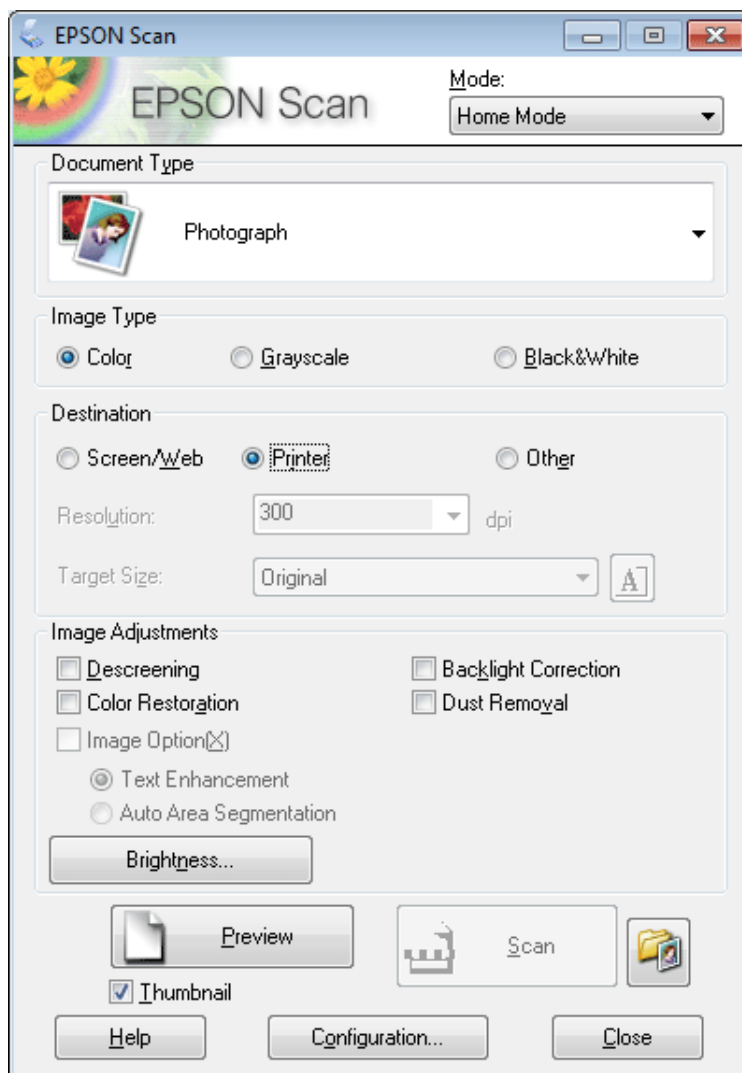 EPSON Scan
EPSON Scan
Mode:
Home Mode
Document Type
Photograph
Image Type
Color Grayscale Black&White
Destination
Screen/Web Printer Other
Resolution: 300 dpi
Target Size: Original A
Image Adjustments
Descreening Backlight Correction
Color Restoration Dust Removal
Image Option(X)
Text Enhancement
Auto Area Segmentation
Brightness...
Preview Scan
Thumbnail
Help Configuration... Close